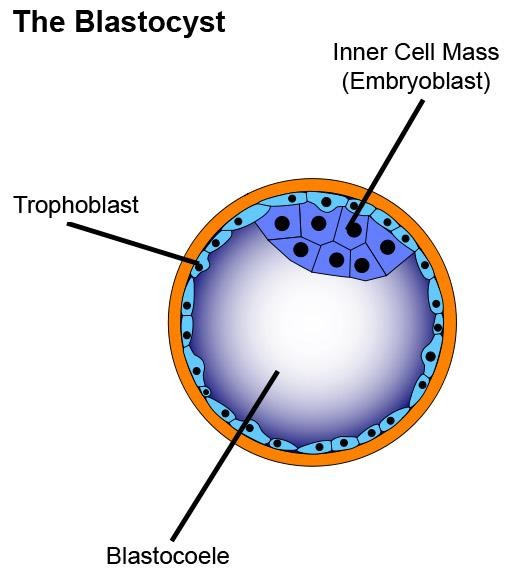 The Blastocyst
Inner Cell Mass
(Embryoblast)
Trophoblast
Blastocoele